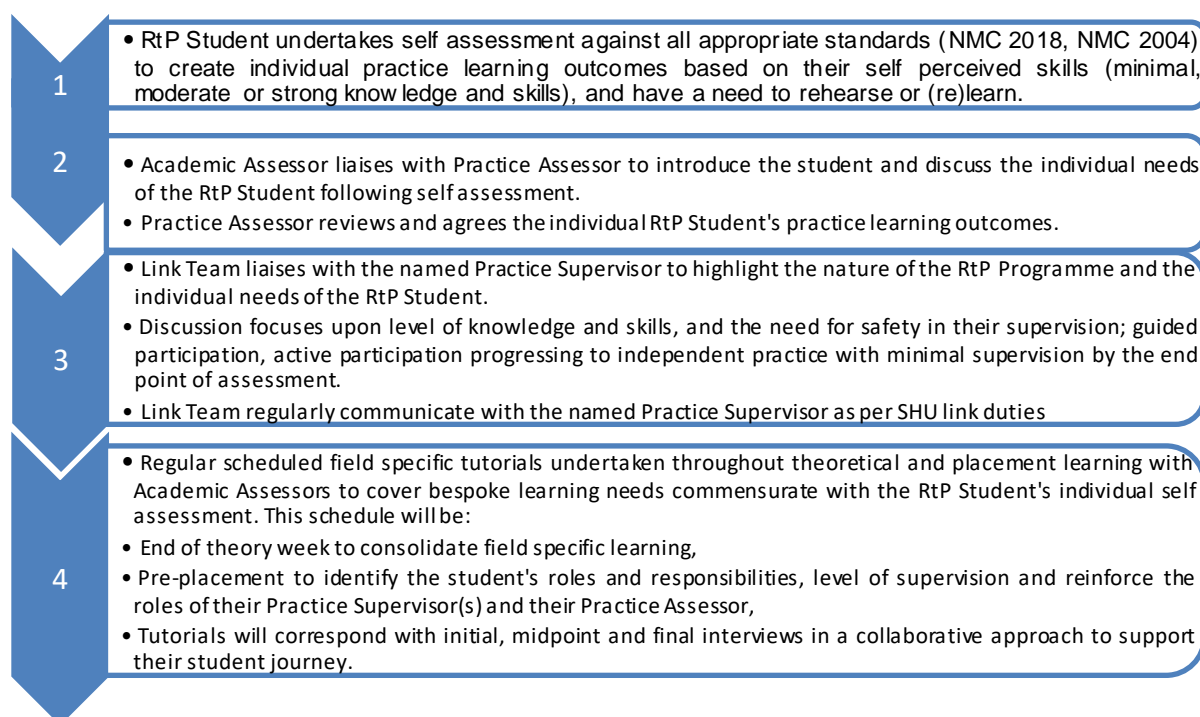 1
• RtP Student undertakes self assessment against all appropriate standards (NMC 2018, NMC 2004)
to create individual practice learning outcomes based on their self perceived skills (minimal,
moderate or strong knowledge and skills), and have a need to rehearse or (re)learn.
2
• Academic Assessor liaises with Practice Assessor to introduce the student and discuss the individual needs
of the RtP Student following self assessment.
• Practice Assessor reviews and agrees the individual RtP Student's practice learning outcomes.
3
• Link Team liaises with the named Practice Supervisor to highlight the nature of the RtP Programme and the
individual needs of the RtP Student.
• Discussion focuses upon level of knowledge and skills, and the need for safety in their supervision; guided
participation, active participation progressing to independent practice with minimal supervision by the end
point of assessment.
• Link Team regularly communicate with the named Practice Supervisor as per SHU link duties
4
• Regular scheduled field specific tutorials undertaken throughout theoretical and placement learning with
Academic Assessors to cover bespoke learning needs commensurate with the RtP Student's individual self
assessment. This schedule will be:
• End of theory week to consolidate field specific learning,
• Pre-placement to identify the student's roles and responsibilities, level of supervision and reinforce the
roles of their Practice Supervisor(s) and their Practice Assessor,
• Tutorials will correspond with initial, midpoint and final interviews in a collaborative approach to support
their student journey.